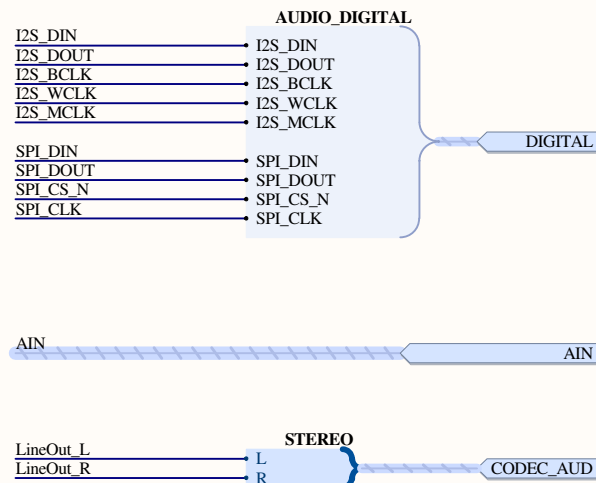 AUDIO_DIGITAL
I2S_DIN I2S_DIN
I2S_DOUT I2S_DOUT
I2S_BCLK I2S_BCLK
I2S_WCLK I2S_WCLK
I2S_MCLK I2S_MCLK
DIGITAL
SPI_DIN SPI_DIN
SPI_DOUT SPI_DOUT
SPI_CS_N SPI_CS_N
SPI_CLK SPI_CLK
AIN AIN
STEREO
LineOut_L L
CODEC_AUD
LineOut_R R